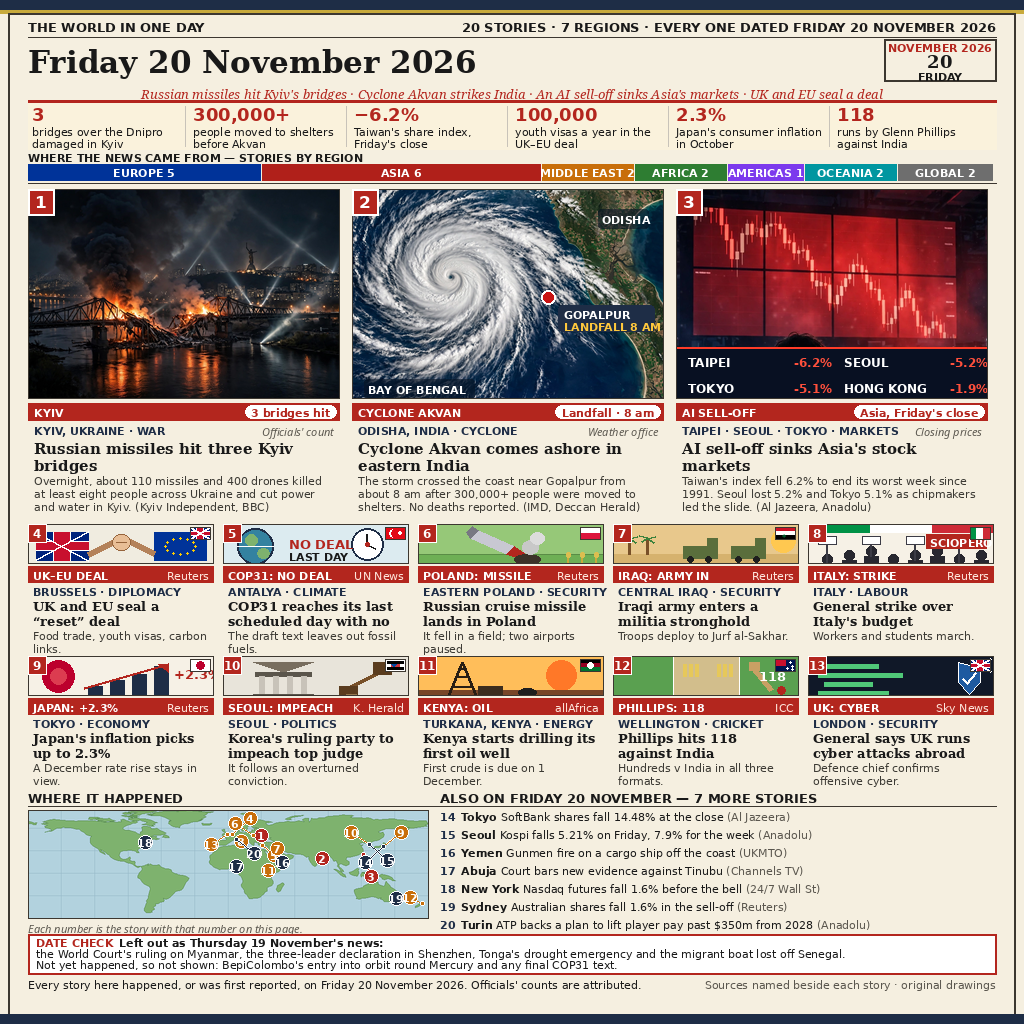 THE WORLD IN ONE DAY
20 STORIES · 7 REGIONS · EVERY ONE DATED FRIDAY 20 NOVEMBER 2026
Friday 20 November 2026
NOVEMBER 2026
20
FRIDAY
Russian missiles hit Kyiv's bridges · Cyclone Akvan strikes India · An AI sell-off sinks Asia's markets · UK and EU seal a deal
3
bridges over the Dnipro
damaged in Kyiv
300,000+
people moved to shelters
before Akvan
−6.2%
Taiwan's share index,
Friday's close
100,000
youth visas a year in the
UK–EU deal
2.3%
Japan's consumer inflation
in October
118
runs by Glenn Phillips
against India
WHERE THE NEWS CAME FROM — STORIES BY REGION
EUROPE 5
ASIA 6
MIDDLE EAST 2
AFRICA 2
AMERICAS 1
OCEANIA 2
GLOBAL 2
1
2
ODISHA
GOPALPUR
LANDFALL 8 AM
BAY OF BENGAL
3
TAIPEI -6.2% SEOUL -5.2%
TOKYO -5.1% HONG KONG -1.9%
KYIV
3 bridges hit
KYIV, UKRAINE · WAR
Officials' count
Russian missiles hit three Kyiv
bridges
Overnight, about 110 missiles and 400 drones killed
at least eight people across Ukraine and cut power
and water in Kyiv. (Kyiv Independent, BBC)
CYCLONE AKVAN
Landfall · 8 am
ODISHA, INDIA · CYCLONE
Weather office
Cyclone Akvan comes ashore in
eastern India
The storm crossed the coast near Gopalpur from
about 8 am after 300,000+ people were moved to
shelters. No deaths reported. (IMD, Deccan Herald)
AI SELL-OFF
Asia, Friday's close
TAIPEI · SEOUL · TOKYO · MARKETS
Closing prices
AI sell-off sinks Asia's stock
markets
Taiwan's index fell 6.2% to end its worst week since
1991. Seoul lost 5.2% and Tokyo 5.1% as chipmakers
led the slide. (Al Jazeera, Anadolu)
4
UK–EU DEAL
Reuters
BRUSSELS · DIPLOMACY
UK and EU seal a
“reset” deal
Food trade, youth visas, carbon
links.
5
NO DEAL
LAST DAY
COP31: NO DEAL
UN News
ANTALYA · CLIMATE
COP31 reaches its last
scheduled day with no
The draft text leaves out fossil
fuels.
6
POLAND: MISSILE
Reuters
EASTERN POLAND · SECURITY
Russian cruise missile
lands in Poland
It fell in a field; two airports
paused.
7
IRAQ: ARMY IN
Reuters
CENTRAL IRAQ · SECURITY
Iraqi army enters a
militia stronghold
Troops deploy to Jurf al-Sakhar.
8
SCIOPERO
ITALY: STRIKE
Reuters
ITALY · LABOUR
General strike over
Italy's budget
Workers and students march.
9
+2.3%
JAPAN: +2.3%
Reuters
TOKYO · ECONOMY
Japan's inflation picks
up to 2.3%
A December rate rise stays in
view.
10
SEOUL: IMPEACH
K. Herald
SEOUL · POLITICS
Korea's ruling party to
impeach top judge
It follows an overturned
conviction.
11
KENYA: OIL
allAfrica
TURKANA, KENYA · ENERGY
Kenya starts drilling its
first oil well
First crude is due on 1
December.
12
118
PHILLIPS: 118
ICC
WELLINGTON · CRICKET
Phillips hits 118
against India
Hundreds v India in all three
formats.
13
UK: CYBER
Sky News
LONDON · SECURITY
General says UK runs
cyber attacks abroad
Defence chief confirms
offensive cyber.
WHERE IT HAPPENED
18
6
4
13
8
1
20
7
17
16
11
2
10
9
14
15
3
19
12
Each number is the story with that number on this page.
ALSO ON FRIDAY 20 NOVEMBER — 7 MORE STORIES
14 Tokyo SoftBank shares fall 14.48% at the close (Al Jazeera)
15 Seoul Kospi falls 5.21% on Friday, 7.9% for the week (Anadolu)
16 Yemen Gunmen fire on a cargo ship off the coast (UKMTO)
17 Abuja Court bars new evidence against Tinubu (Channels TV)
18 New York Nasdaq futures fall 1.6% before the bell (24/7 Wall St)
19 Sydney Australian shares fall 1.6% in the sell-off (Reuters)
20 Turin ATP backs a plan to lift player pay past $350m from 2028 (Anadolu)
DATE CHECK Left out as Thursday 19 November's news:
the World Court's ruling on Myanmar, the three-leader declaration in Shenzhen, Tonga's drought emergency and the migrant boat lost off Senegal.
Not yet happened, so not shown: BepiColombo's entry into orbit round Mercury and any final COP31 text.
Every story here happened, or was first reported, on Friday 20 November 2026. Officials' counts are attributed.
Sources named beside each story · original drawings